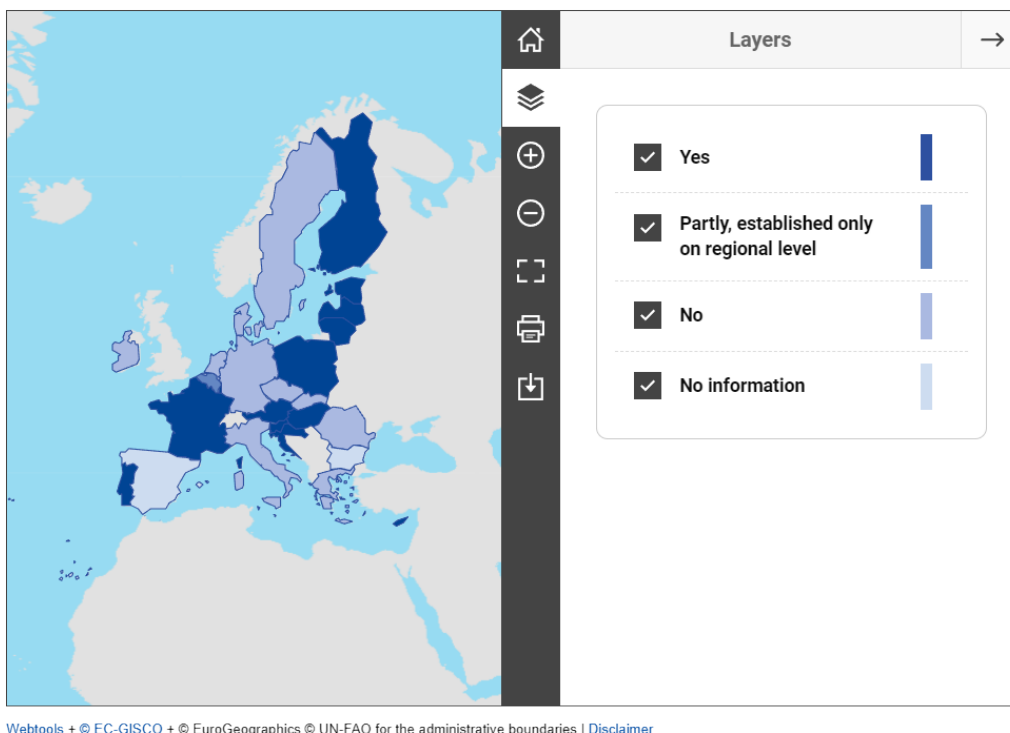 Layers
Yes
Partly, established only
on regional level
No
No information
Webtools + © EC-GISCO + © EuroGeographics © UN-FAO for the administrative boundaries | Disclaimer